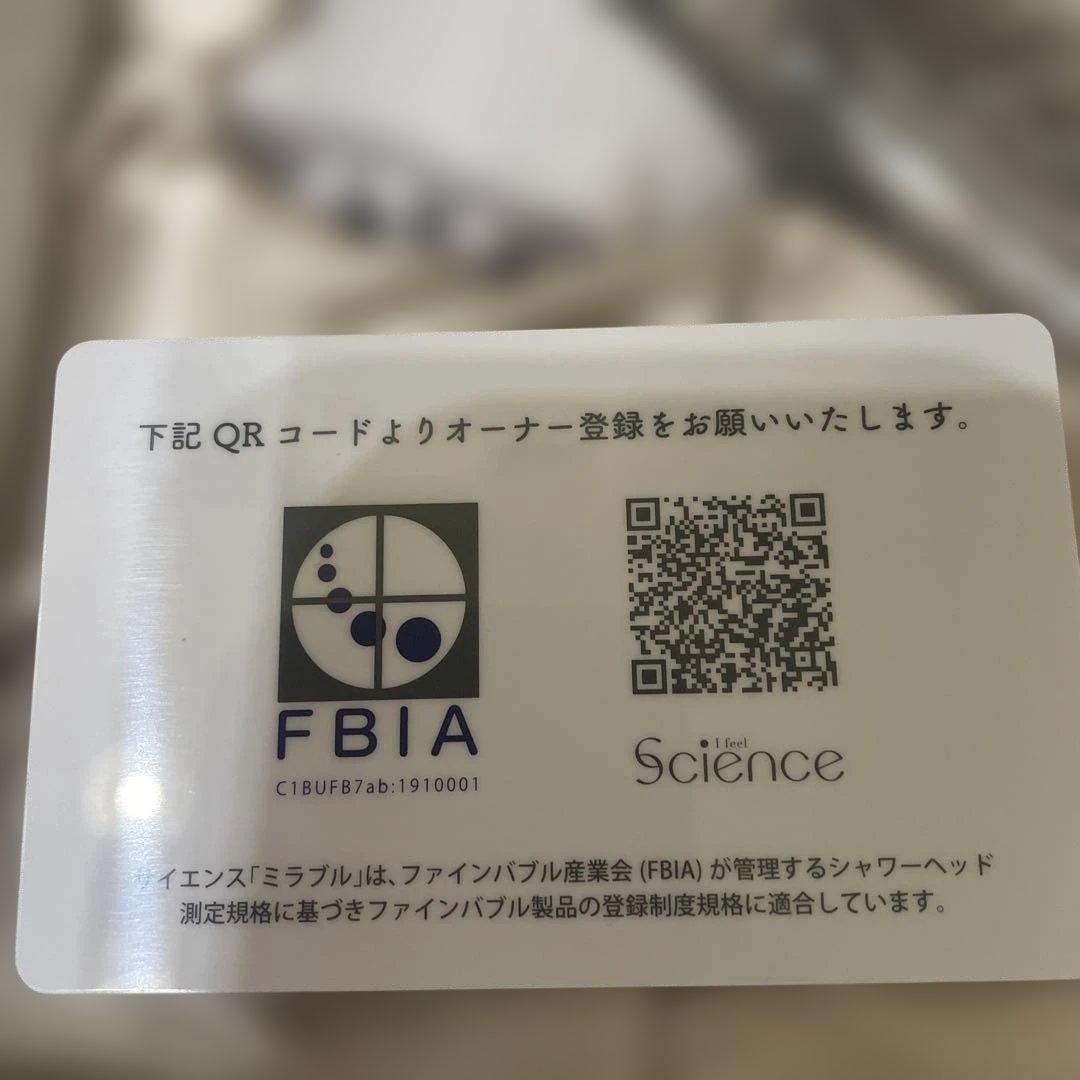 下記 QR コードよりオーナー登録をお願いいたします。
FBIA
C1BUFB7ab:1910001
I feel
Science
サイエンス「ミラブル」は、ファインバブル産業会 (FBIA) が管理するシャワーヘッド
測定規格に基づきファインバブル製品の登録制度規格に適合しています。